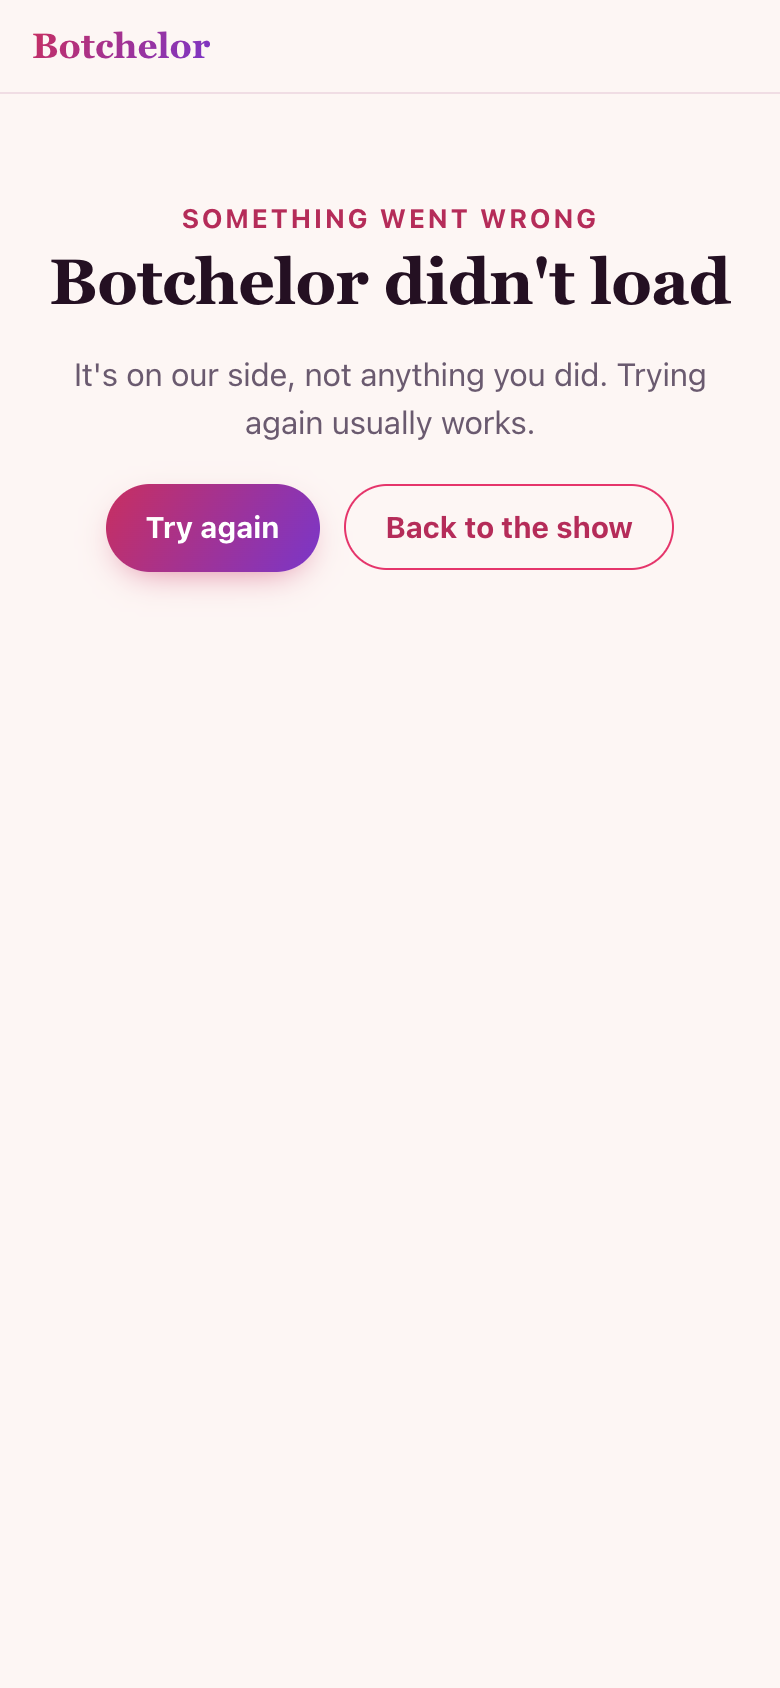 Botchelor
SOMETHING WENT WRONG
Botchelor didn't load
It's on our side, not anything you did. Trying
again usually works.
Try again
Back to the show